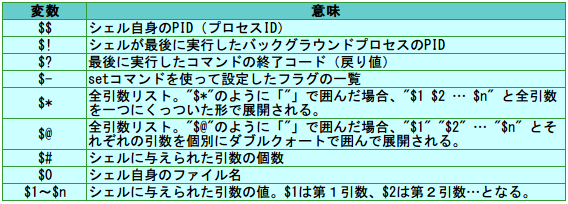 変数 意味
$$ シェル自身のPID（プロセスID）
$! シェルが最後に実行したバックグラウンドプロセスのPID
$? 最後に実行したコマンドの終了コード（戻り値）
$- setコマンドを使って設定したフラグの一覧
$* 全引数リスト。"$*"のように「"」で囲んだ場合、"$1 $2 … $n" と全引数
を一つにくっついた形で展開される。
$@ 全引数リスト。"$@"のように「"」で囲んだ場合、"$1" "$2" … "$n" とそ
れぞれの引数を個別にダブルクォートで囲んで展開される。
$# シェルに与えられた引数の個数
$0 シェル自身のファイル名
$1～$n シェルに与えられた引数の値。$1は第１引数、$2は第２引数…となる。